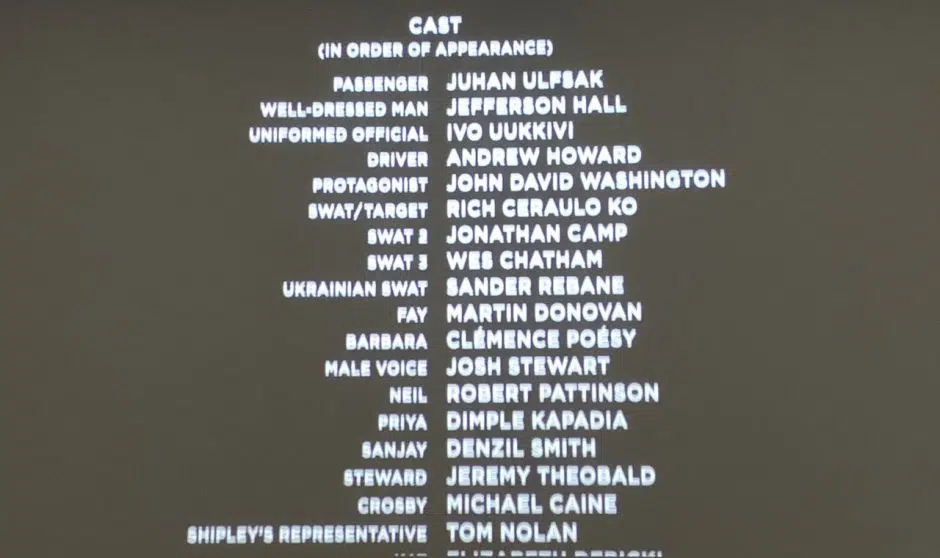 CAST
(IN ORDER OF APPEARANCE)
PASSENGER JUHAN ULFSAK
WELL-DRESSED MAN JEFFERSON HALL
UNIFORMED OFFICIAL IVO UUKKIVI
DRIVER ANDREW HOWARD
PROTAGONIST JOHN DAVID WASHINGTON
SWAT/TARGET RICH CERAULO KO
SWAT 2 JONATHAN CAMP
SWAT 3 WES CHATHAM
UKRAINIAN SWAT SANDER REBANE
FAY MARTIN DONOVAN
BARBARA CLÉMENCE POÉSY
MALE VOICE JOSH STEWART
NEIL ROBERT PATTINSON
PRIYA DIMPLE KAPADIA
SANJAY DENZIL SMITH
STEWARD JEREMY THEOBALD
CROSBY MICHAEL CAINE
SHIPLEY'S REPRESENTATIVE TOM NOLAN